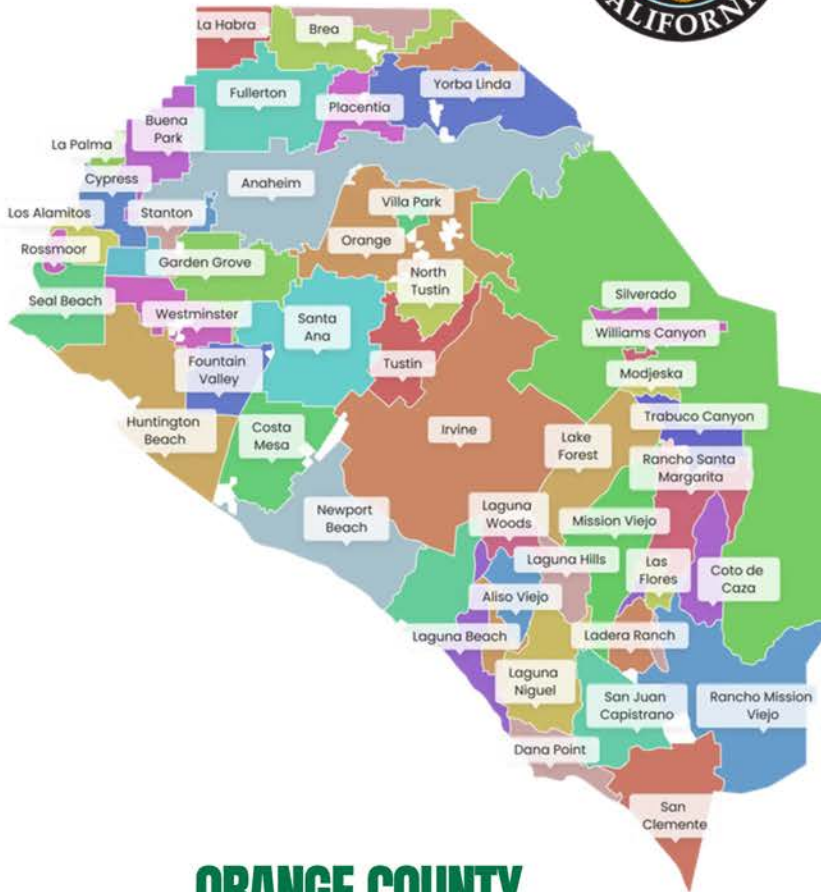 CALIFORNIA
La Habra
Brea
Fullerton
Placentia
Yorba Linda
Buena
Park
La Palma
Cypress
Anaheim
Los Alamitos
Stanton
Villa Park
Orange
Rossmoor
Garden Grove
North
Tustin
Seal Beach
Westminster
Santa
Ana
Silverado
Williams Canyon
Fountain
Valley
Tustin
Modjeska
Huntington
Beach
Costa
Mesa
Irvine
Lake
Forest
Trabuco Canyon
Rancho Santa
Margarita
Newport
Beach
Laguna
Woods
Mission Viejo
Laguna Hills
Las
Flores
Coto de
Caza
Aliso Viejo
Laguna Beach
Ladera Ranch
Laguna
Niguel
San Juan
Capistrano
Rancho Mission
Viejo
Dana Point
San
Clemente
ORANGE COUNTY